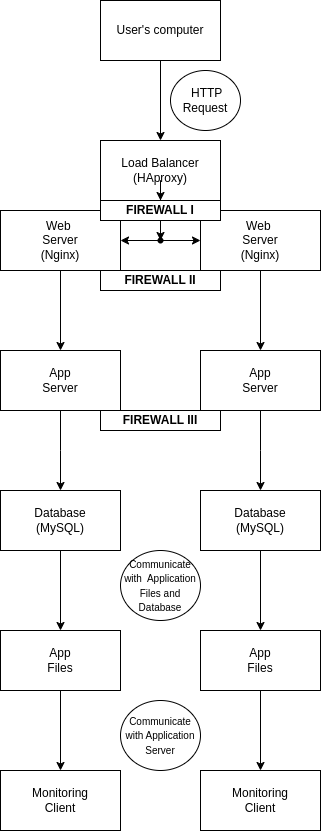 User's computer
HTTP
Request
Load Balancer
(HAproxy)
FIREWALL I
Web
Server
(Nginx)
Web
Server
(Nginx)
FIREWALL II
App
Server
App
Server
FIREWALL III
Database
(MySQL)
Database
(MySQL)
Communicate
with Application
Files and
Database
App
Files
App
Files
Communicate
with Application
Server
Monitoring
Client
Monitoring
Client